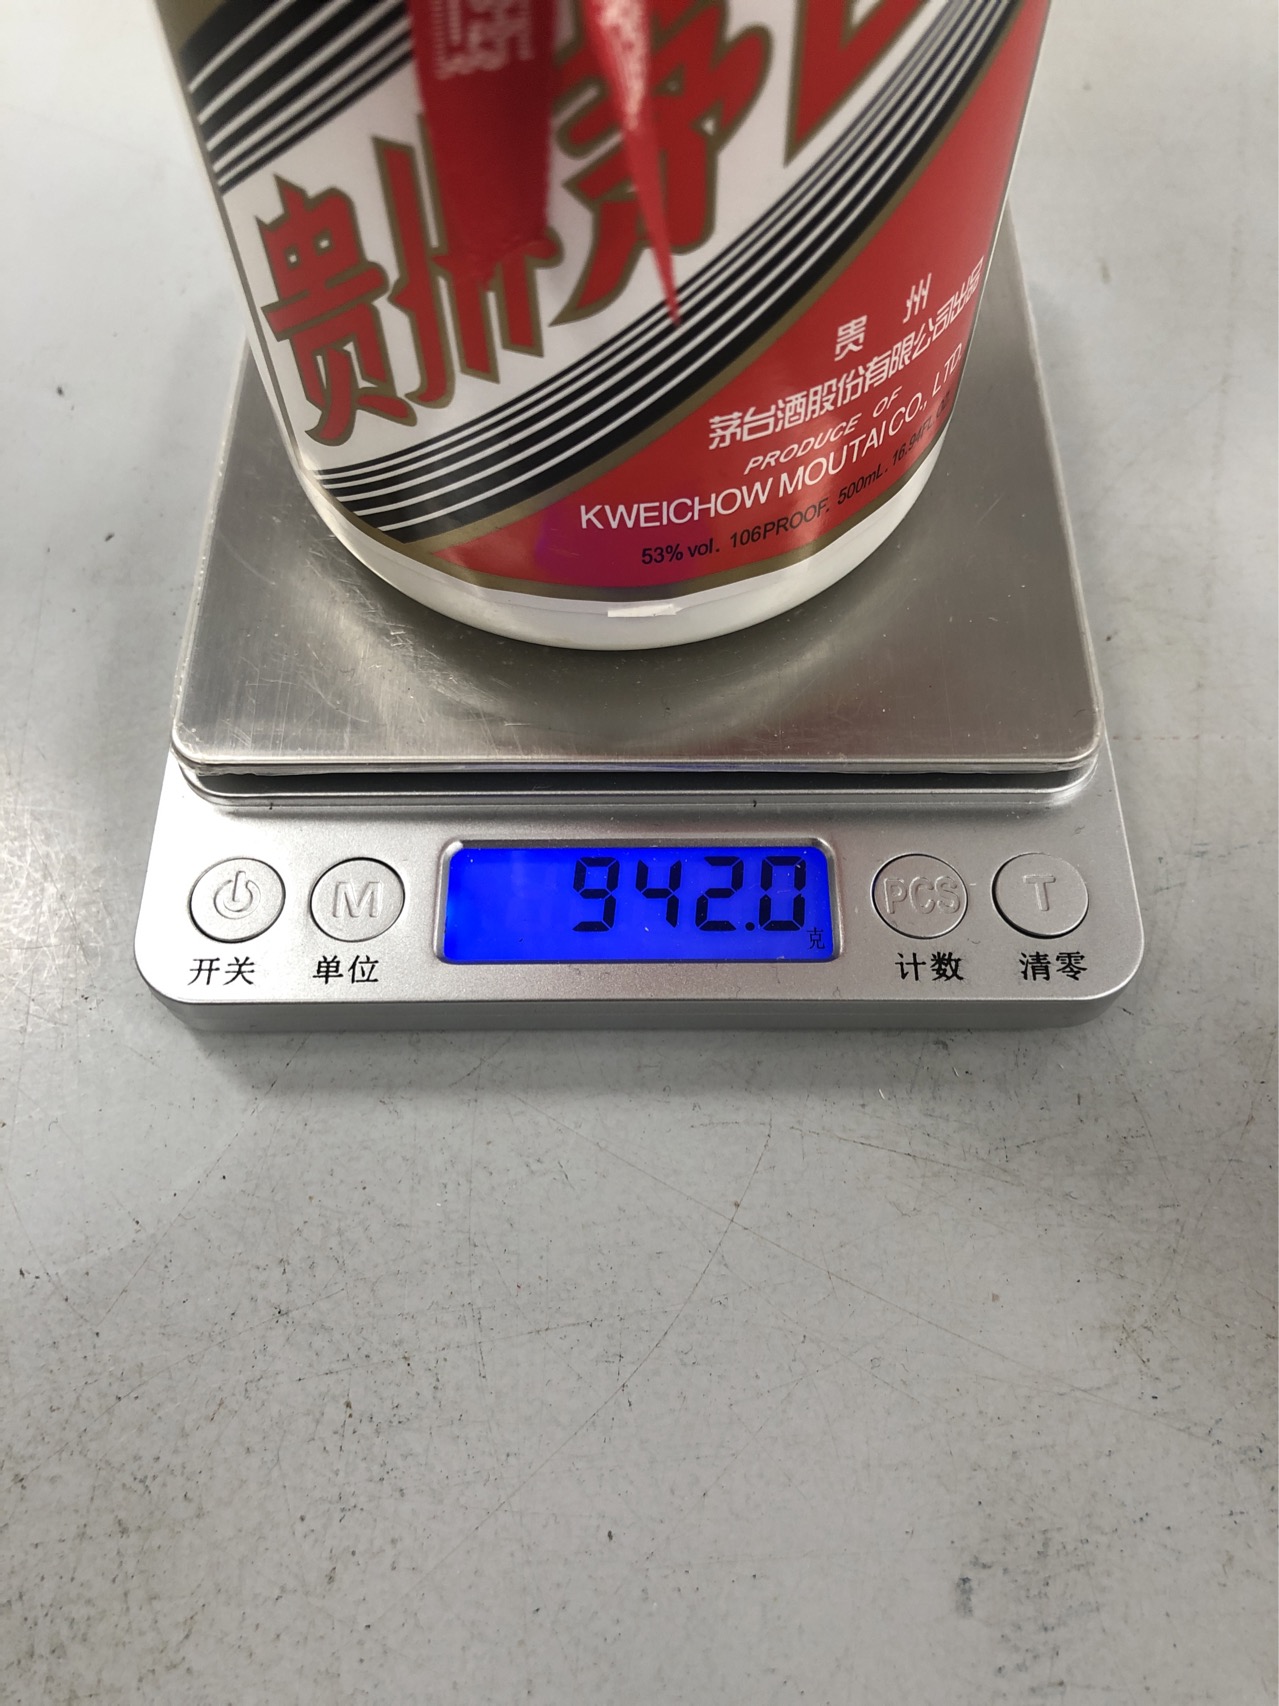 贵州茅
贵 州
茅台酒股份有限公司出品
PRODUCE OF
KWEICHOW MOUTAI CO., LTD.
53% vol. 106PROOF. 500mL.
942.0
克
M
PCS
T
开关
单位
计数
清零